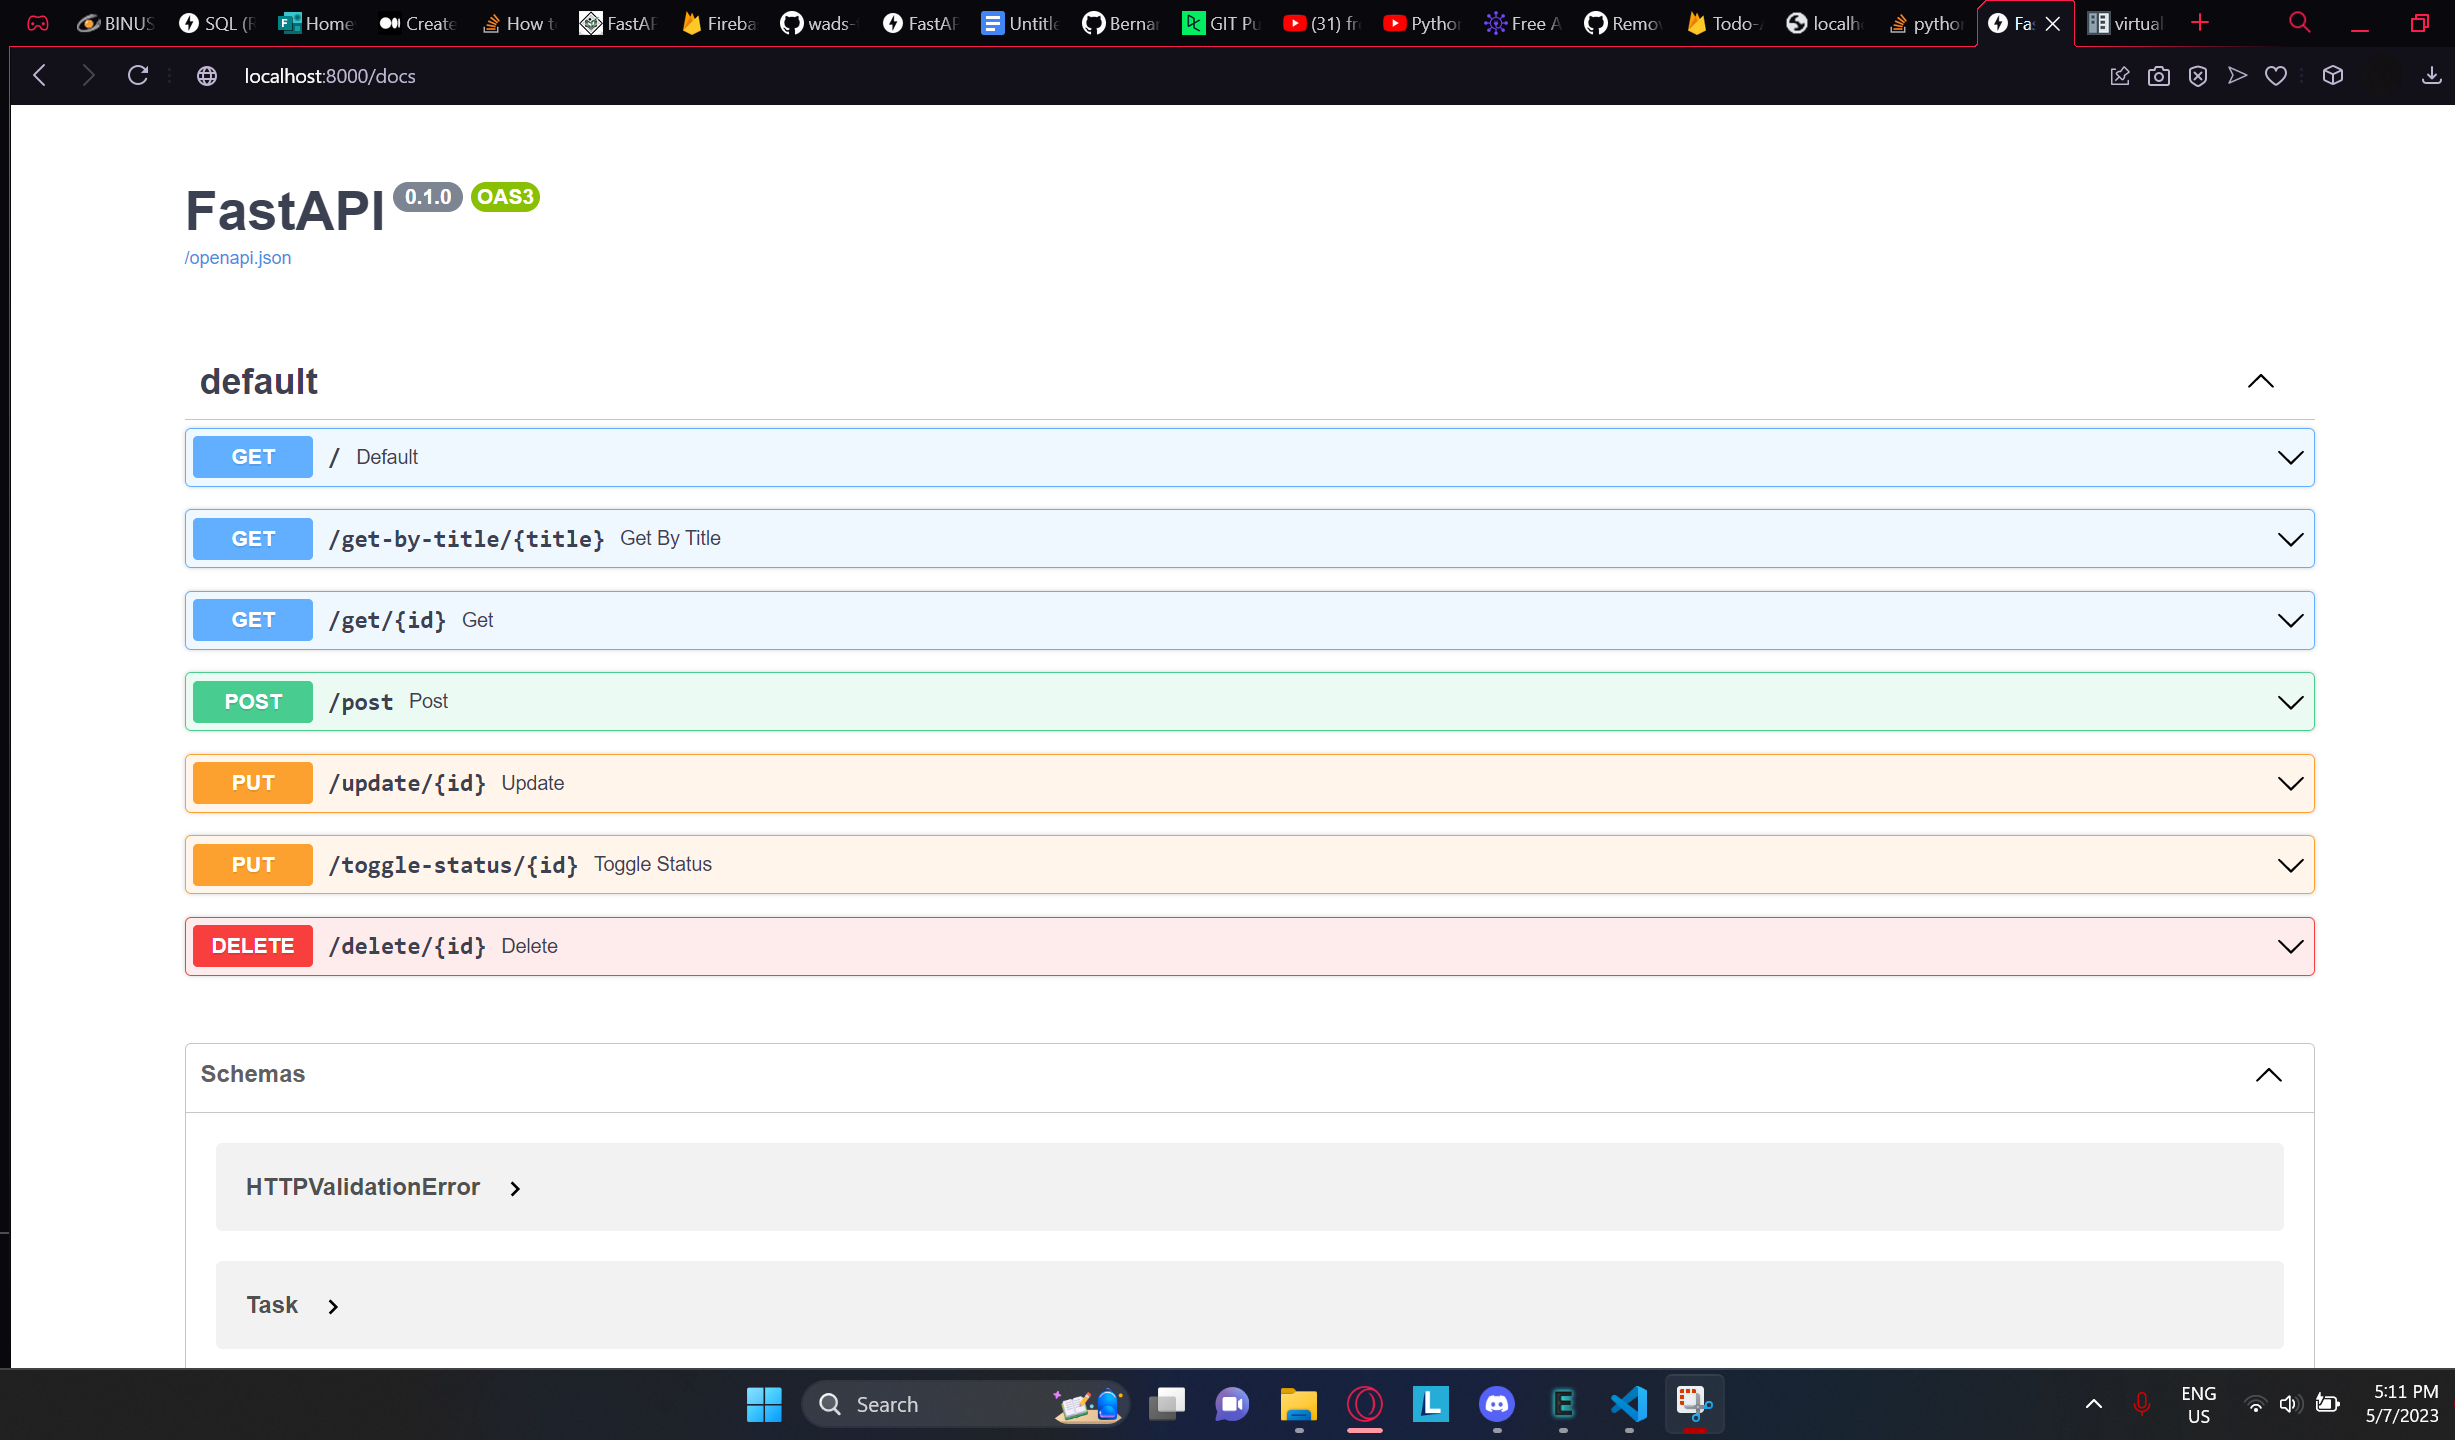 BINUS SQL (R Home Create How t FastAP Fireba wads- FastAP Untitle Bernar GIT Pu (31) fr Pythor Free A Remo Todo- localh pythor Fa virtual
localhost:8000/docs
FastAPI 0.1.0 OAS3
/openapi.json
default
GET / Default
GET /get-by-title/{title} Get By Title
GET /get/{id} Get
POST /post Post
PUT /update/{id} Update
PUT /toggle-status/{id} Toggle Status
DELETE /delete/{id} Delete
Schemas
HTTPValidationError
Task
Search
ENG
US
5:11 PM
5/7/2023